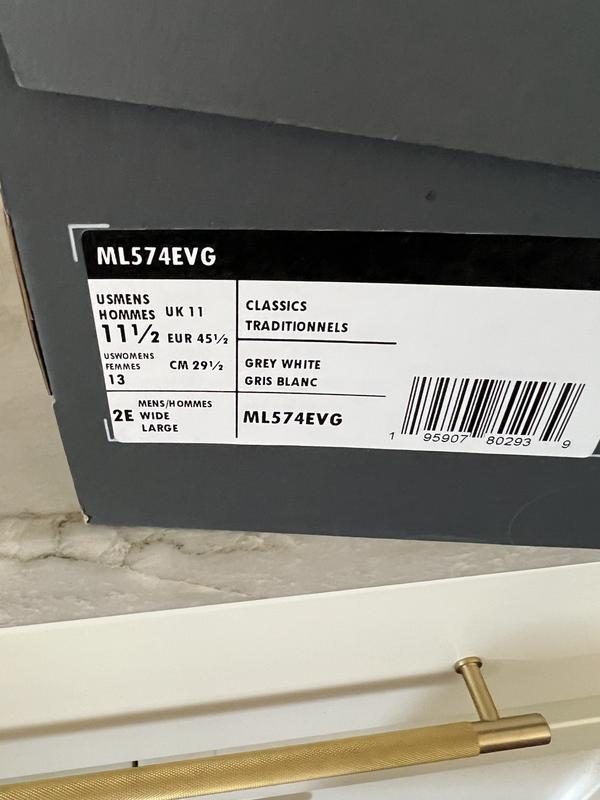 ML574EVG
USMENS
HOMMES UK 11
11½ EUR 45½
USWOMENS
FEMMES CM 29½
13
2E MENS/HOMMES
WIDE
LARGE
CLASSICS
TRADITIONNELS
GREY WHITE
GRIS BLANC
ML574EVG
1 95907 80293 9